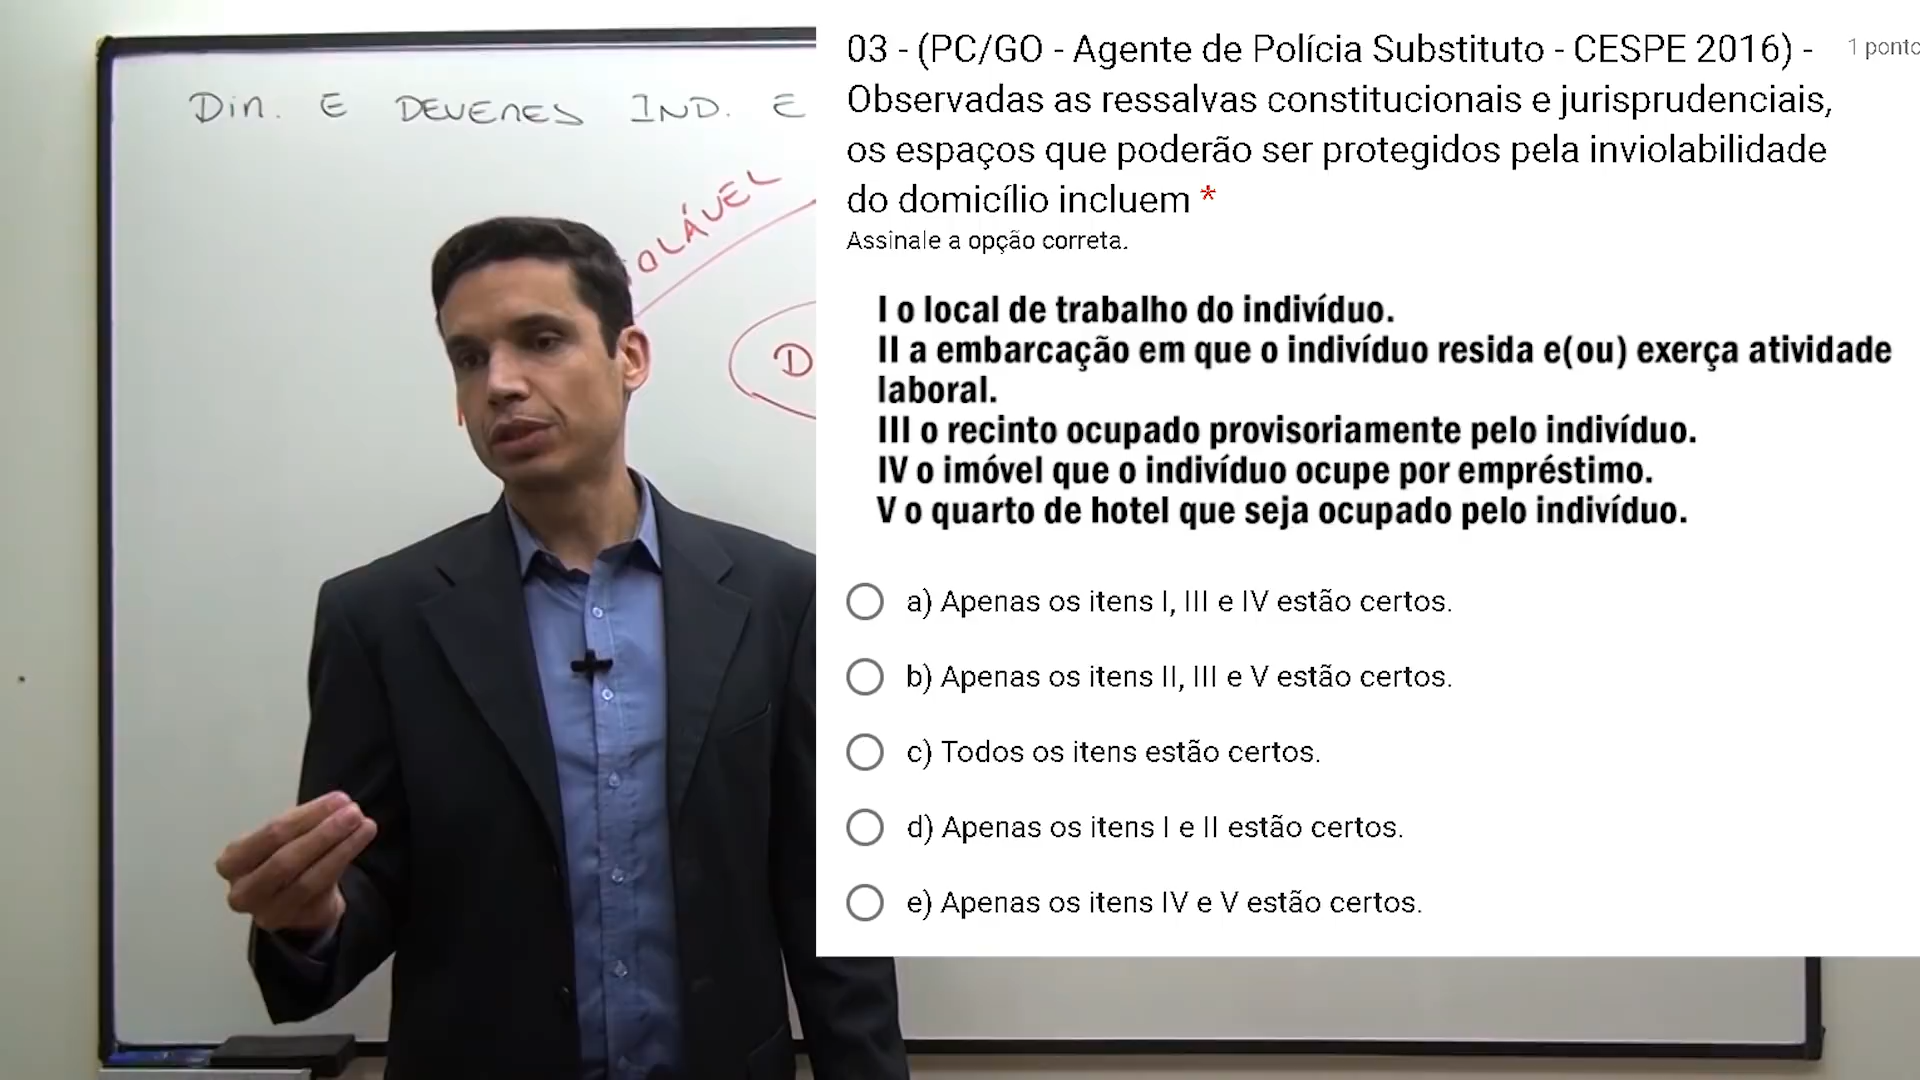 Dir. E DEVERES IND. E
OLÁVEL
D
03 - (PC/GO - Agente de Polícia Substituto - CESPE 2016) -
1 ponto
Observadas as ressalvas constitucionais e jurisprudenciais,
os espaços que poderão ser protegidos pela inviolabilidade
do domicílio incluem *
Assinale a opção correta.
I o local de trabalho do indivíduo.
II a embarcação em que o indivíduo resida e(ou) exerça atividade
laboral.
III o recinto ocupado provisoriamente pelo indivíduo.
IV o imóvel que o indivíduo ocupe por empréstimo.
V o quarto de hotel que seja ocupado pelo indivíduo.
a) Apenas os itens I, III e IV estão certos.
b) Apenas os itens II, III e V estão certos.
c) Todos os itens estão certos.
d) Apenas os itens I e II estão certos.
e) Apenas os itens IV e V estão certos.